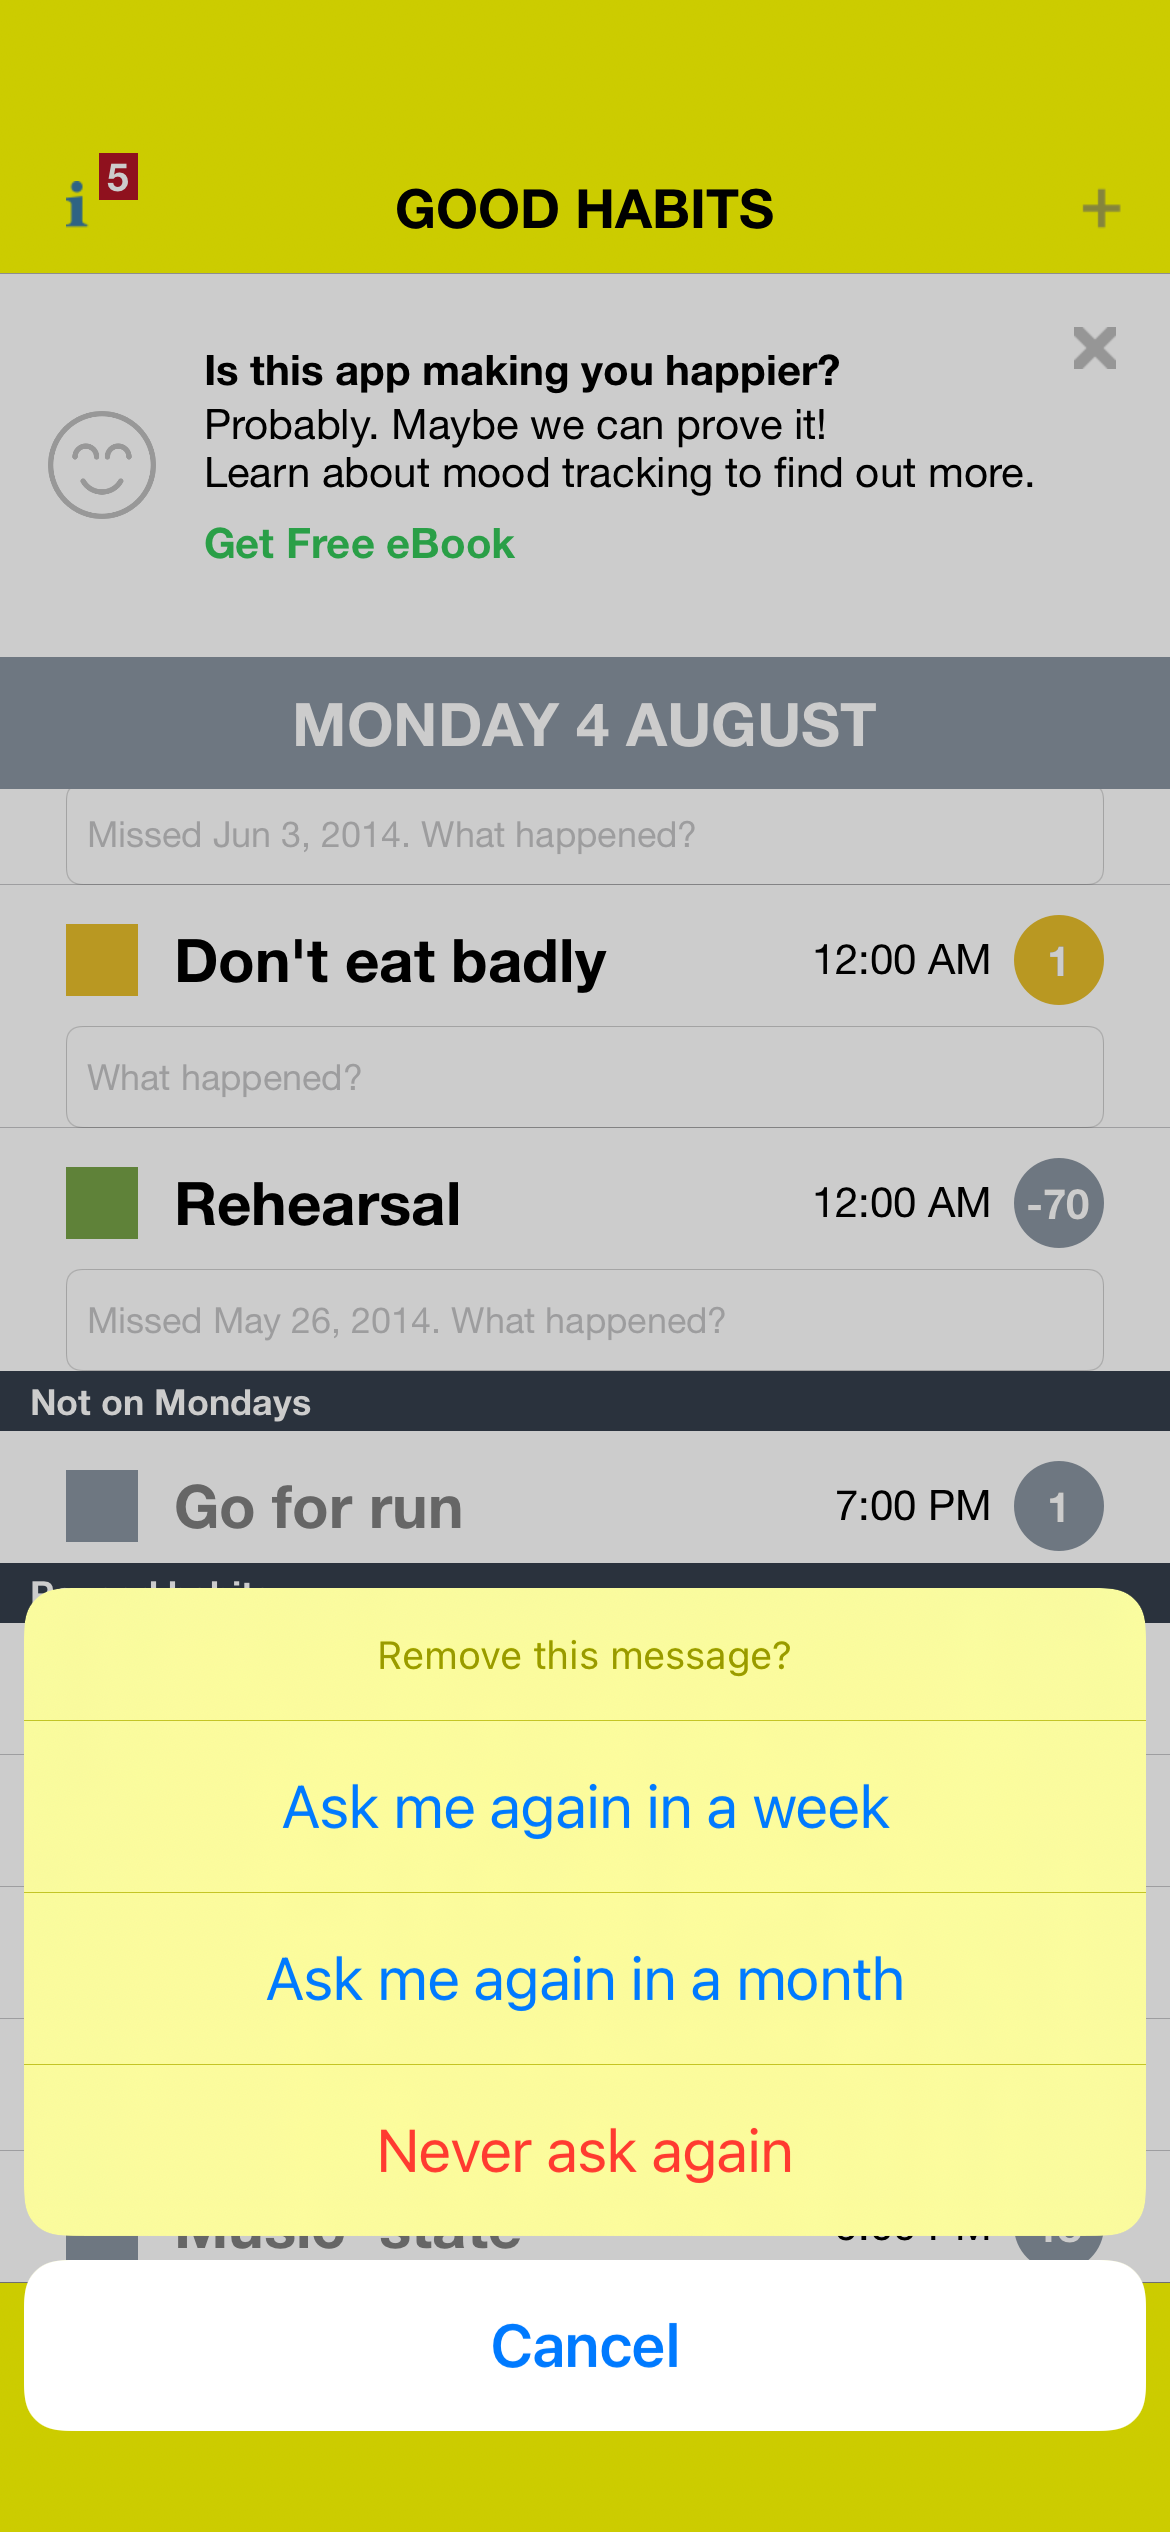 i
5
GOOD HABITS
+
Is this app making you happier?
Probably. Maybe we can prove it!
Learn about mood tracking to find out more.
Get Free eBook
MONDAY 4 AUGUST
Missed Jun 3, 2014. What happened?
Don't eat badly
12:00 AM
1
What happened?
Rehearsal
12:00 AM
-70
Missed May 26, 2014. What happened?
Not on Mondays
Go for run
7:00 PM
1
Remove this message?
Ask me again in a week
Ask me again in a month
Never ask again
Cancel